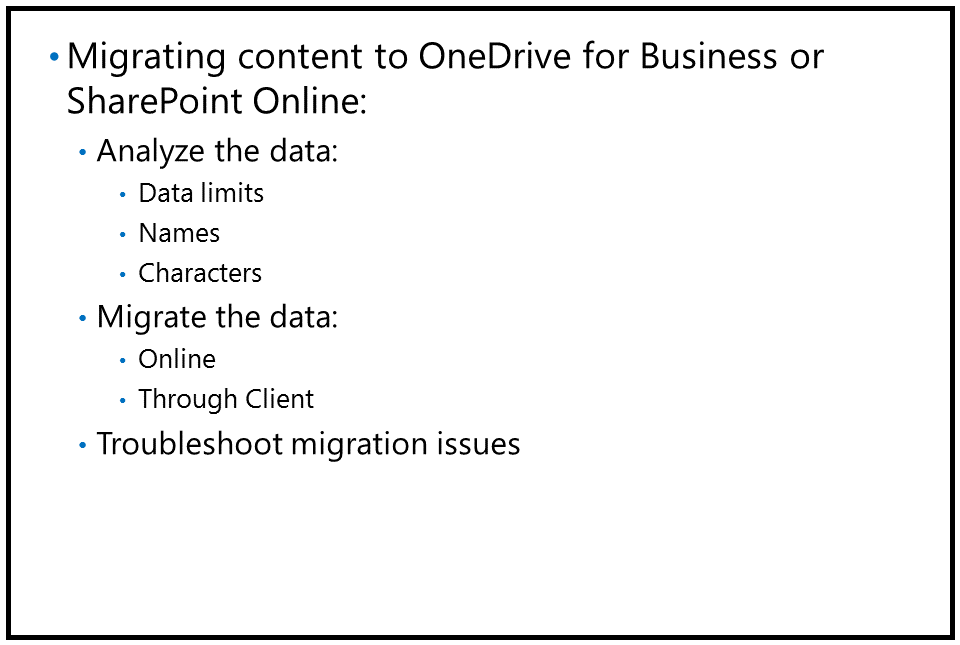 • Migrating content to OneDrive for Business or
SharePoint Online:
• Analyze the data:
• Data limits
• Names
• Characters
• Migrate the data:
• Online
• Through Client
• Troubleshoot migration issues